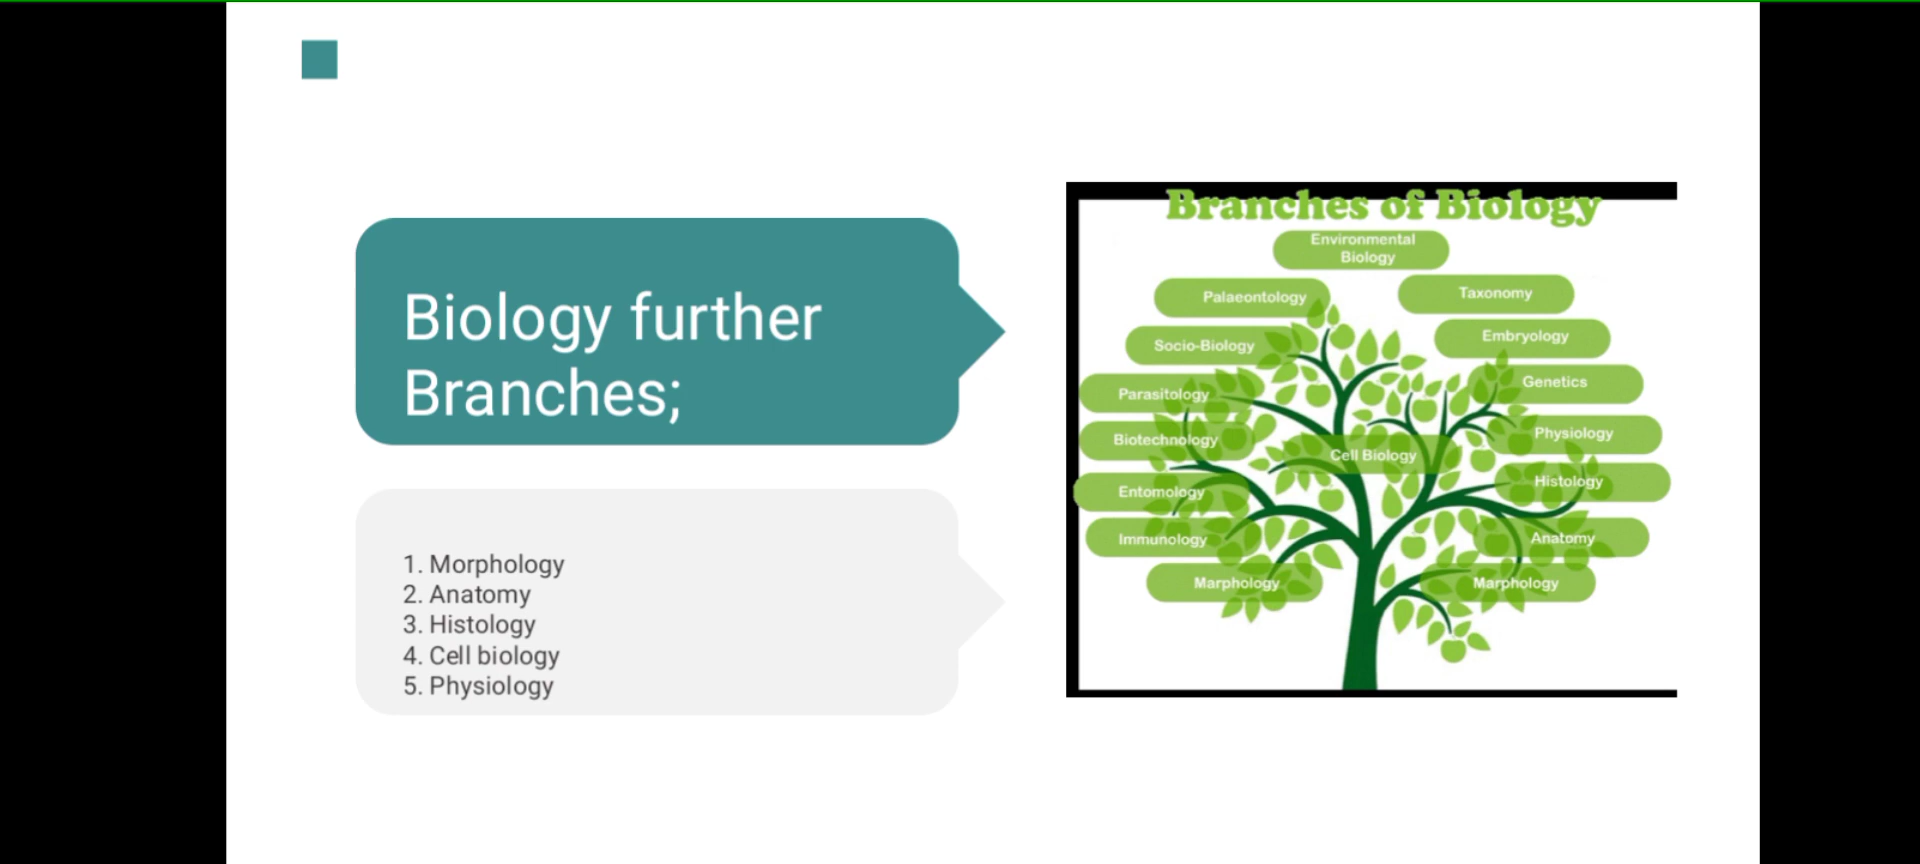 Biology further
Branches;
1. Morphology
2. Anatomy
3. Histology
4. Cell biology
5. Physiology
Branches of Biology
Environmental
Biology
Palaeontology
Taxonomy
Socio-Biology
Embryology
Parasitology
Genetics
Biotechnology
Physiology
Cell Biology
Entomology
Histology
Immunology
Anatomy
Marphology
Marphology